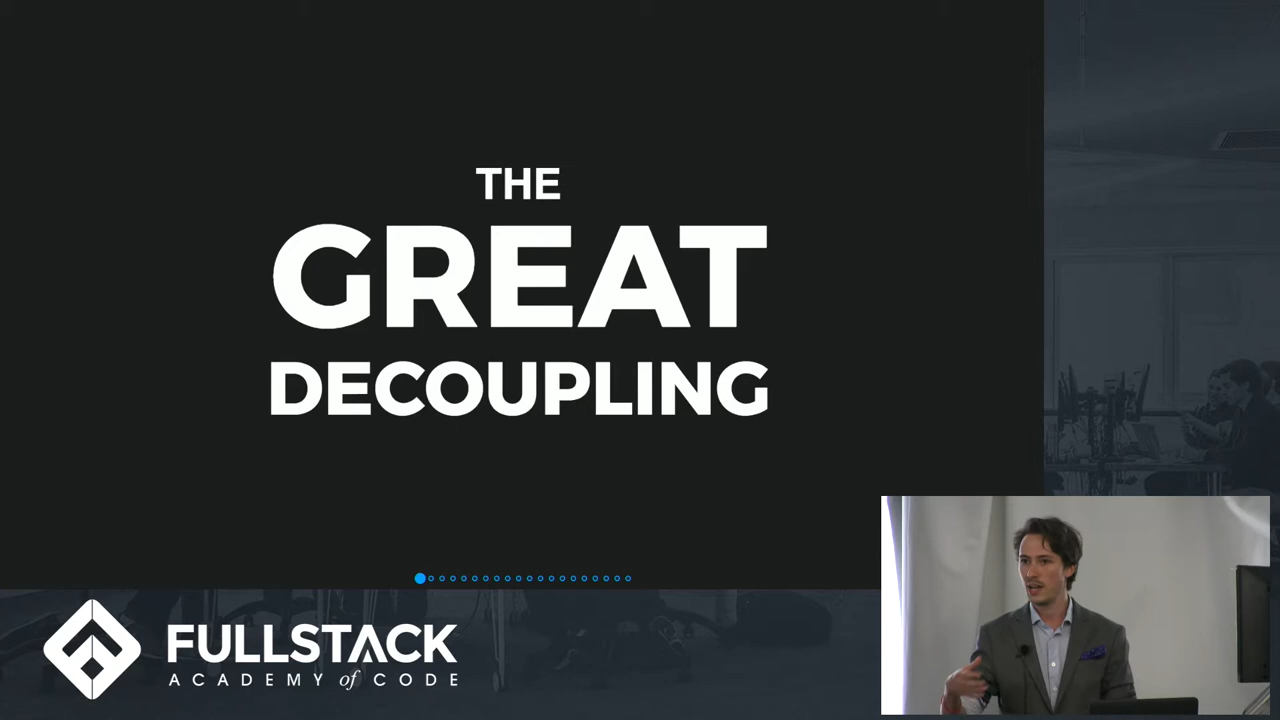 THE
GREAT
DECOUPLING
FULLSTACK
ACADEMY of CODE